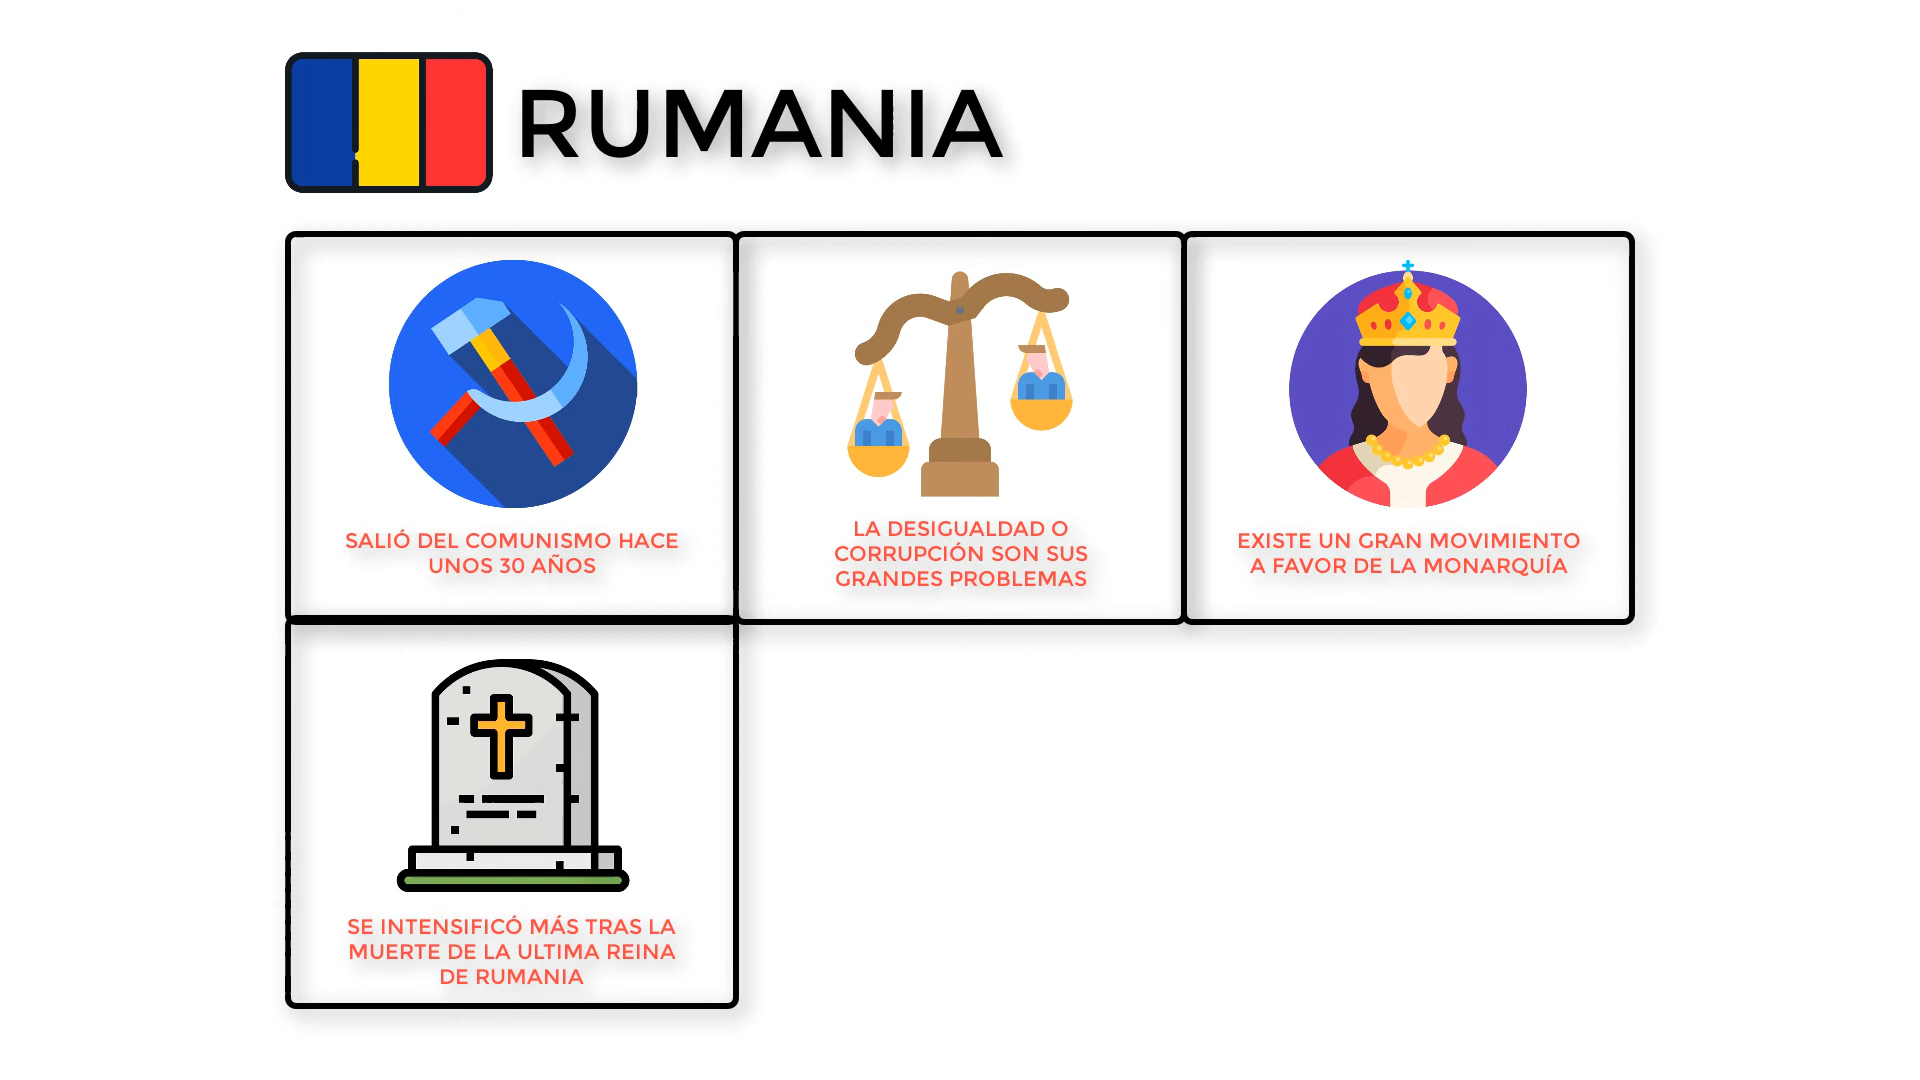 RUMANIA
SALIÓ DEL COMUNISMO HACE
UNOS 30 AÑOS
LA DESIGUALDAD O
CORRUPCIÓN SON SUS
GRANDES PROBLEMAS
EXISTE UN GRAN MOVIMIENTO
A FAVOR DE LA MONARQUÍA
SE INTENSIFICÓ MÁS TRAS LA
MUERTE DE LA ULTIMA REINA
DE RUMANIA